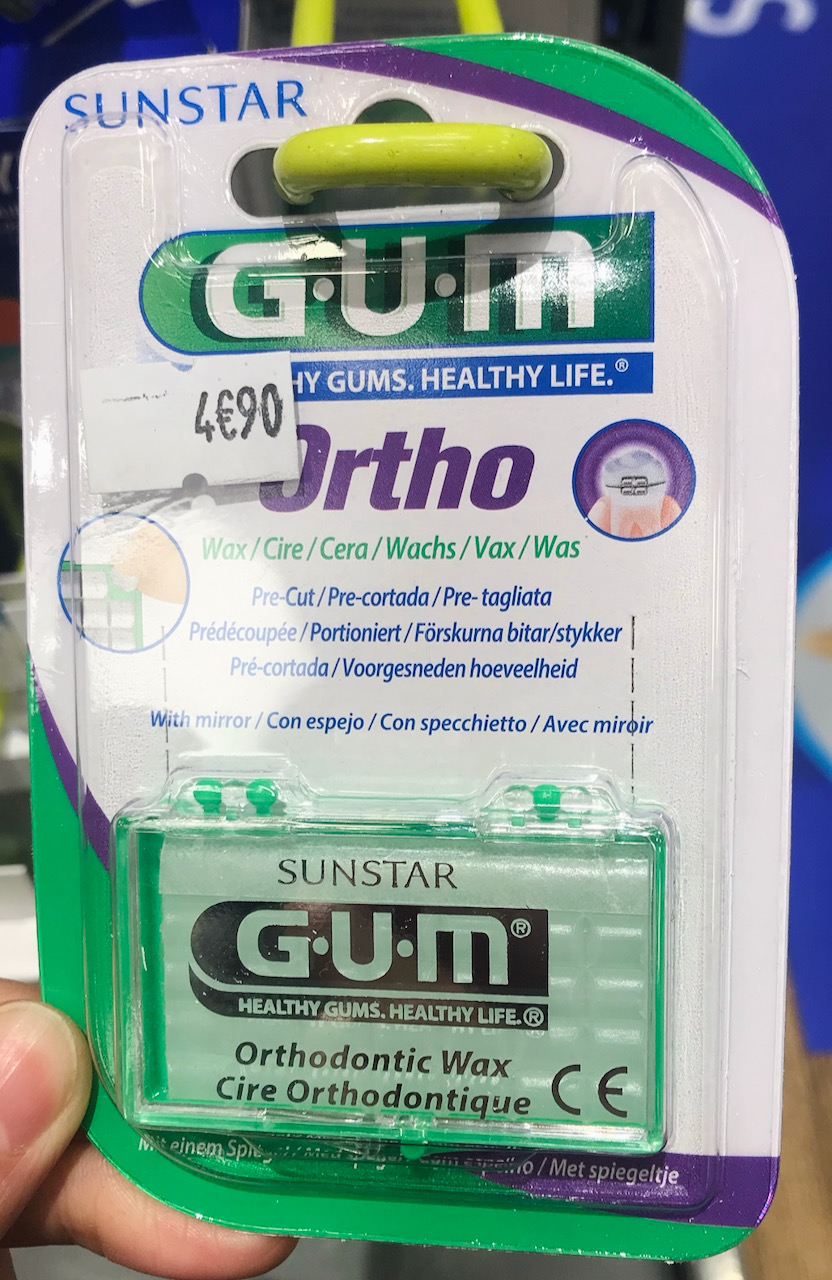 SUNSTAR
G·U·M
HY GUMS. HEALTHY LIFE.®
4€90
Ortho
Wax / Cire / Cera / Wachs / Vax / Was
Pre-Cut / Pre-cortada / Pre- tagliata
Prédécoupée / Portioniert / Förskurna bitar/stykker
Pré-cortada / Voorgesneden hoeveelheid
With mirror / Con espejo / Con specchietto / Avec miroir
SUNSTAR
G·U·M®
HEALTHY GUMS. HEALTHY LIFE.®
Orthodontic Wax
Cire Orthodontique
CE
Mit einem / Met spiegeltje